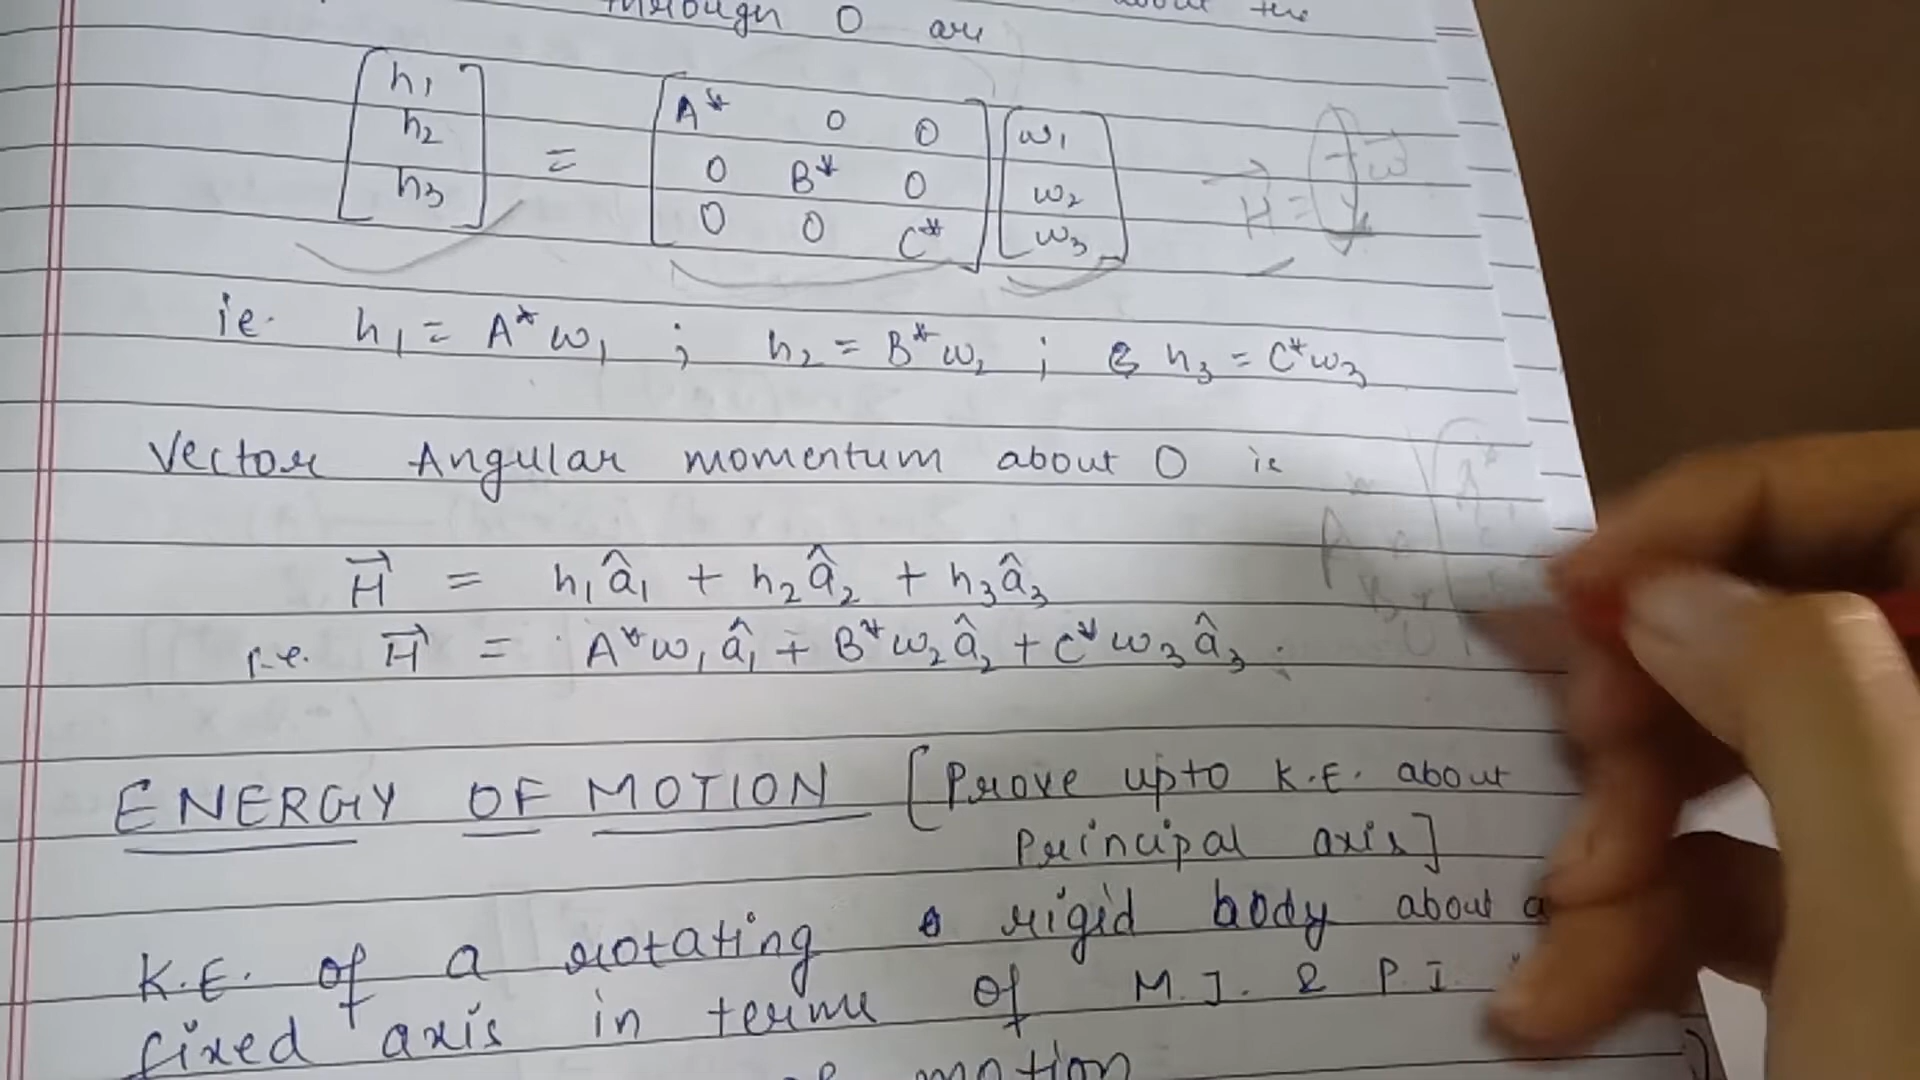 through O are
the
[h1 h2 h3] = [A* 0 0 0 B* 0 0 0 C*] [ω1 ω2 ω3] H⃗ = ω⃗
ie. h1 = A*ω1 ; h2 = B*ω2 ; & h3 = C*ω3
Vector Angular momentum about O is
H⃗ = h1â1 + h2â2 + h3â3
i.e. H⃗ = A*ω1â1 + B*ω2â2 + C*ω3â3.
ENERGY OF MOTION [Prove upto K.E. about
Principal axis]
K.E. of a rotating rigid body about a
fixed axis in terms of M.I. & P.I.
motion